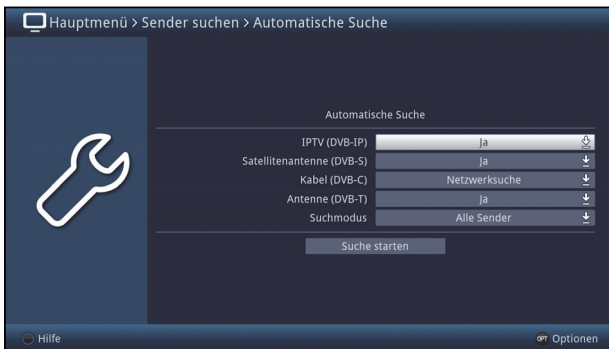 Hauptmenü > Sender suchen > Automatische Suche
Automatische Suche
IPTV (DVB-IP) Ja
Satellitenantenne (DVB-S) Ja
Kabel (DVB-C) Netzwerksuche
Antenne (DVB-T) Ja
Suchmodus Alle Sender
Suche starten
Hilfe OPT Optionen